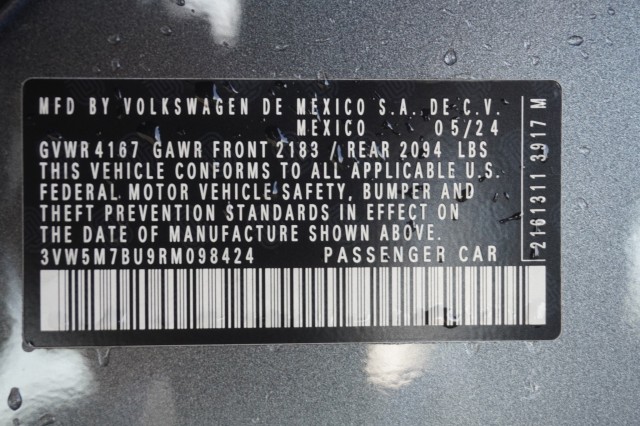 MFD BY VOLKSWAGEN DE MEXICO S.A. DE C.V.
MEXICO 05/24
GVWR 4167 GAWR FRONT 2183 / REAR 2094 LBS
THIS VEHICLE CONFORMS TO ALL APPLICABLE U.S.
FEDERAL MOTOR VEHICLE SAFETY, BUMPER AND
THEFT PREVENTION STANDARDS IN EFFECT ON
THE DATE OF MANUFACTURE SHOWN ABOVE.
3VW5M7BU9RM098424 PASSENGER CAR
2161311 3917 M